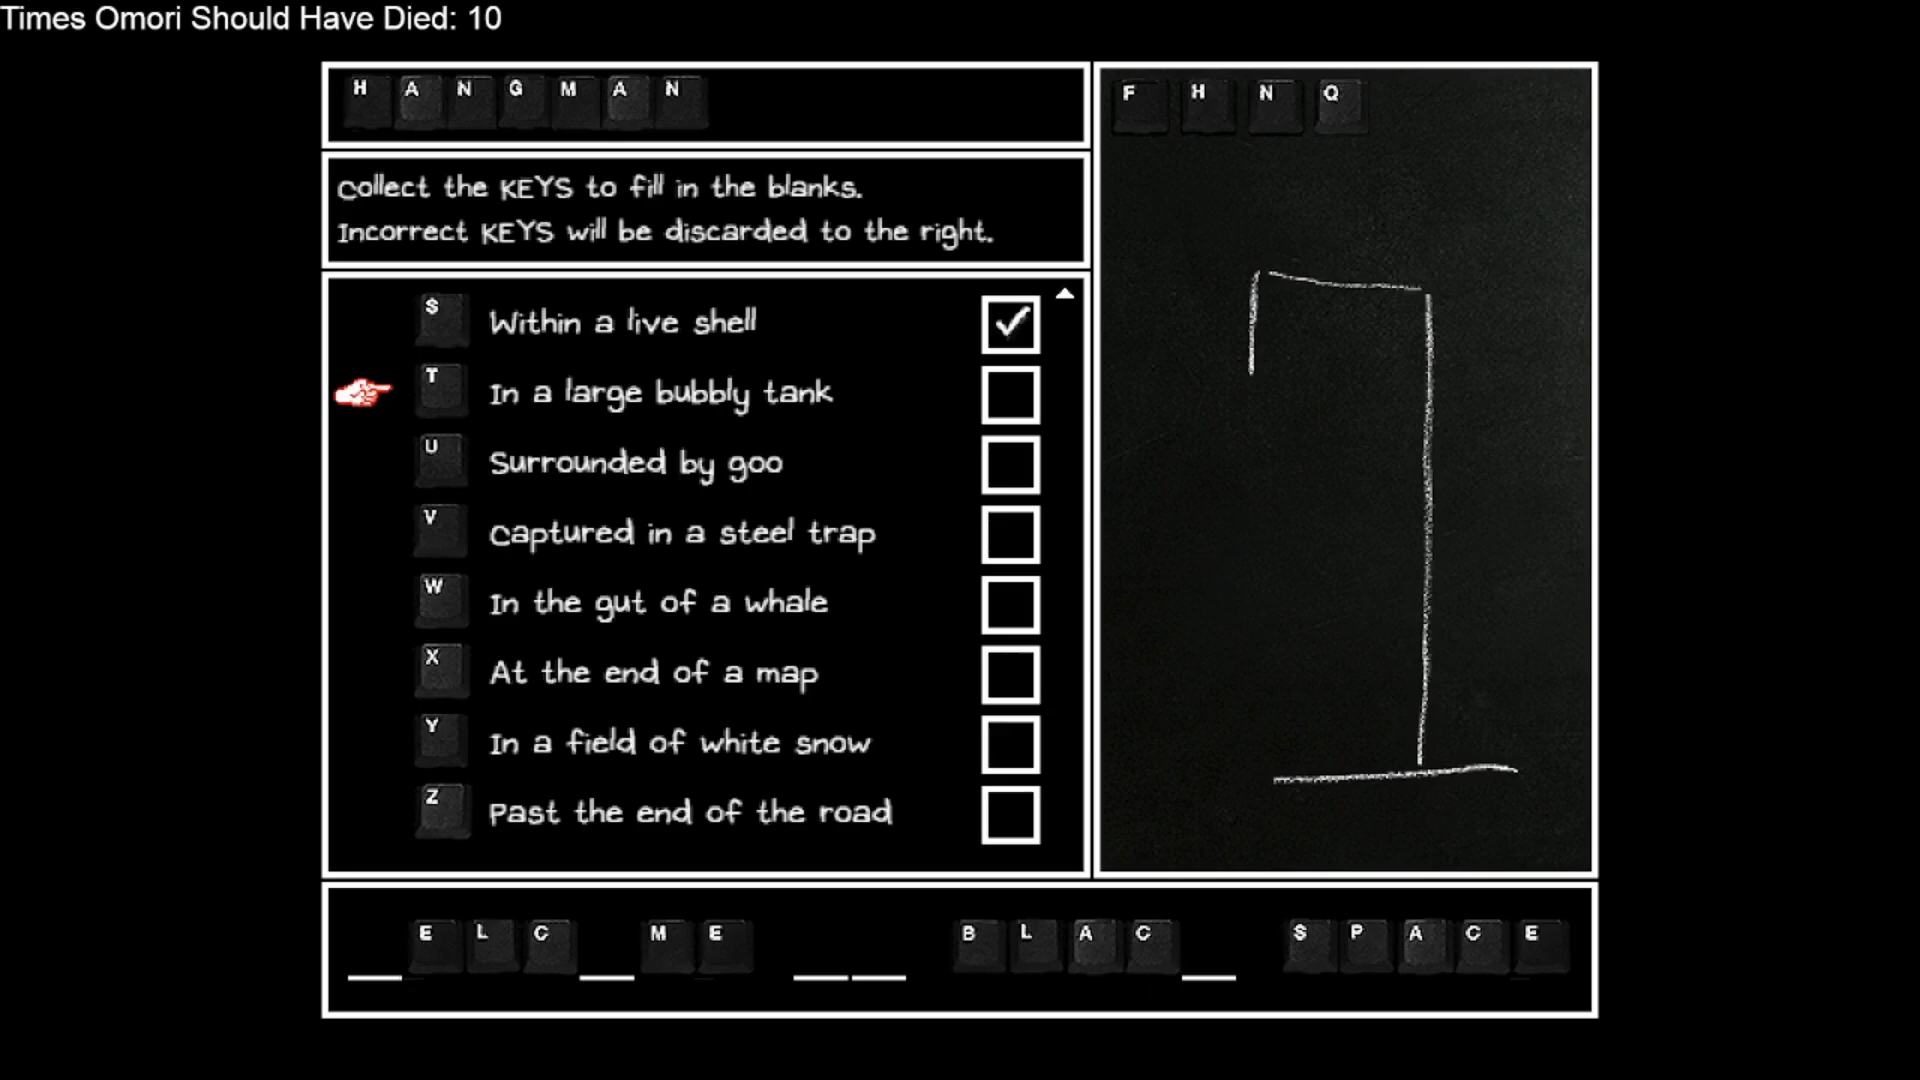 Times Omori Should Have Died: 10
H A N G M A N
F H N Q
Collect the KEYS to fill in the blanks.
Incorrect KEYS will be discarded to the right.
S Within a live shell
T In a large bubbly tank
U Surrounded by goo
V Captured in a steel trap
W In the gut of a whale
X At the end of a map
Y In a field of white snow
Z Past the end of the road
_ E L C _ M E _ _ B L A C _ S P A C E